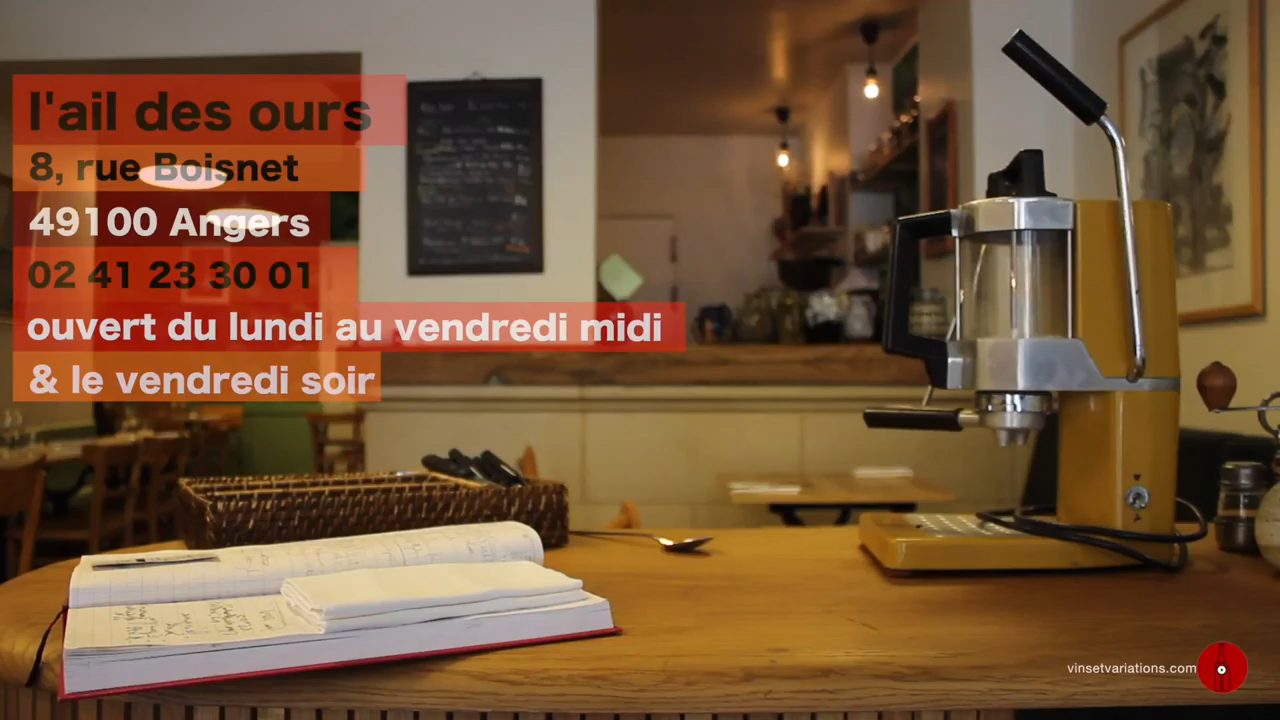 l'ail des ours
8, rue Boisnet
49100 Angers
02 41 23 30 01
ouvert du lundi au vendredi midi
& le vendredi soir
vinsetvariations.com